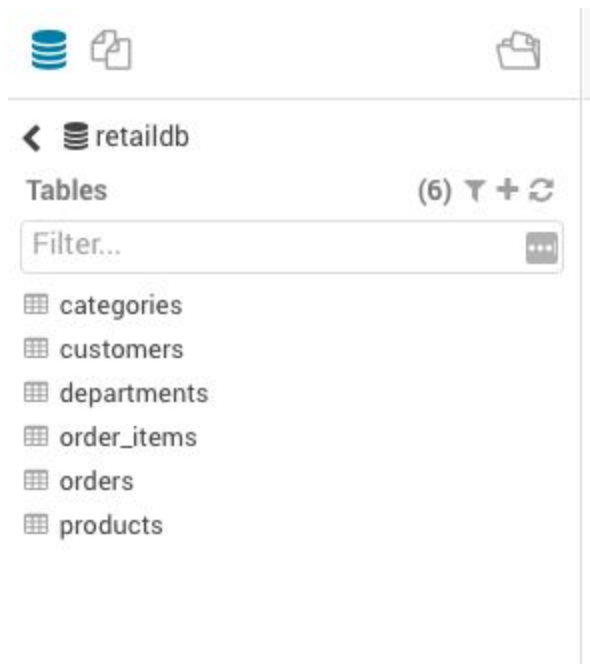 retaildb
Tables (6)
Filter...
categories
customers
departments
order_items
orders
products